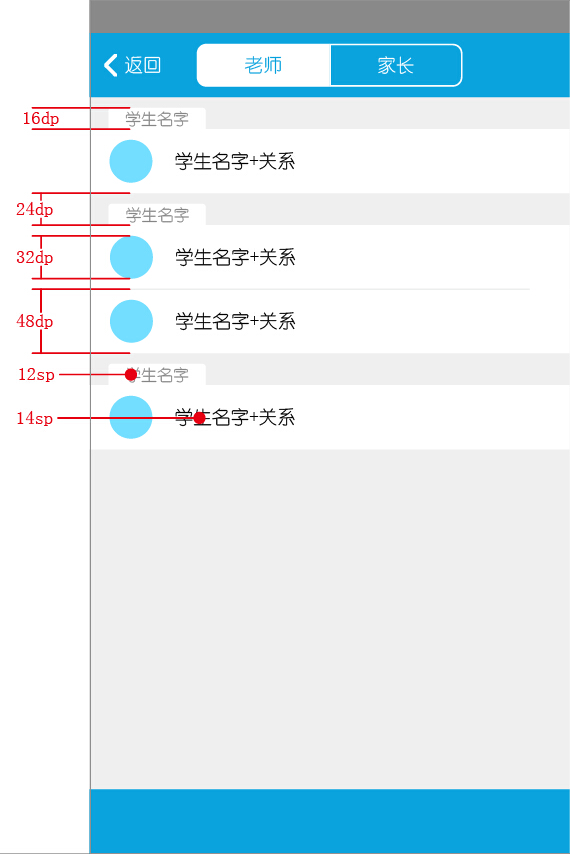 返回 老师 家长
16dp 学生名字
学生名字+关系
24dp 学生名字
32dp 学生名字+关系
48dp 学生名字+关系
12sp 学生名字
14sp 学生名字+关系